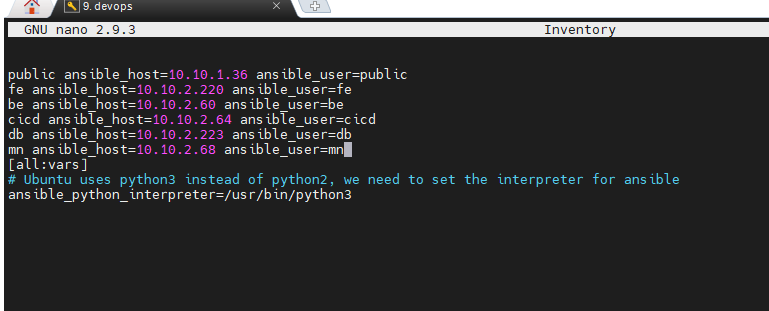 9. devops
GNU nano 2.9.3 Inventory
public ansible_host=10.10.1.36 ansible_user=public
fe ansible_host=10.10.2.220 ansible_user=fe
be ansible_host=10.10.2.60 ansible_user=be
cicd ansible_host=10.10.2.64 ansible_user=cicd
db ansible_host=10.10.2.223 ansible_user=db
mn ansible_host=10.10.2.68 ansible_user=mn
[all:vars]
# Ubuntu uses python3 instead of python2, we need to set the interpreter for ansible
ansible_python_interpreter=/usr/bin/python3